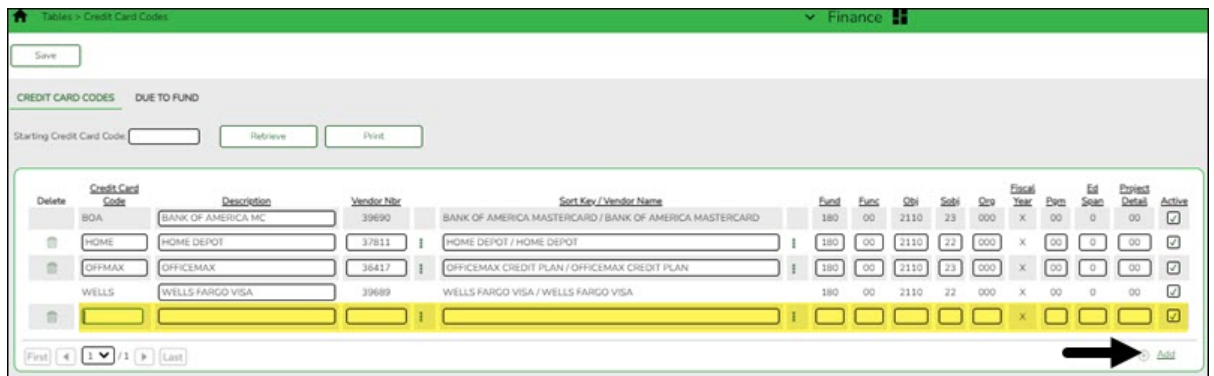 Tables > Credit Card Codes Finance
Save
CREDIT CARD CODES DUE TO FUND
Starting Credit Card Code: Retrieve Print
Delete Credit Card Code Description Vendor Nbr Sort Key / Vendor Name Fund Func Obj Sobj Org Fiscal Year Pgm Ed Span Project Detail Active
BOA BANK OF AMERICA MC 39690 BANK OF AMERICA MASTERCARD / BANK OF AMERICA MASTERCARD 180 00 2110 23 000 X 00 0 00
HOME HOME DEPOT 37811 HOME DEPOT / HOME DEPOT 180 00 2110 22 000 X 00 0 00
OFFMAX OFFICEMAX 36417 OFFICEMAX CREDIT PLAN / OFFICEMAX CREDIT PLAN 180 00 2110 23 000 X 00 0 00
WELLS WELLS FARGO VISA 39689 WELLS FARGO VISA / WELLS FARGO VISA 180 00 2110 22 000 X 00 0 00
X
First 1 / 1 Last Add